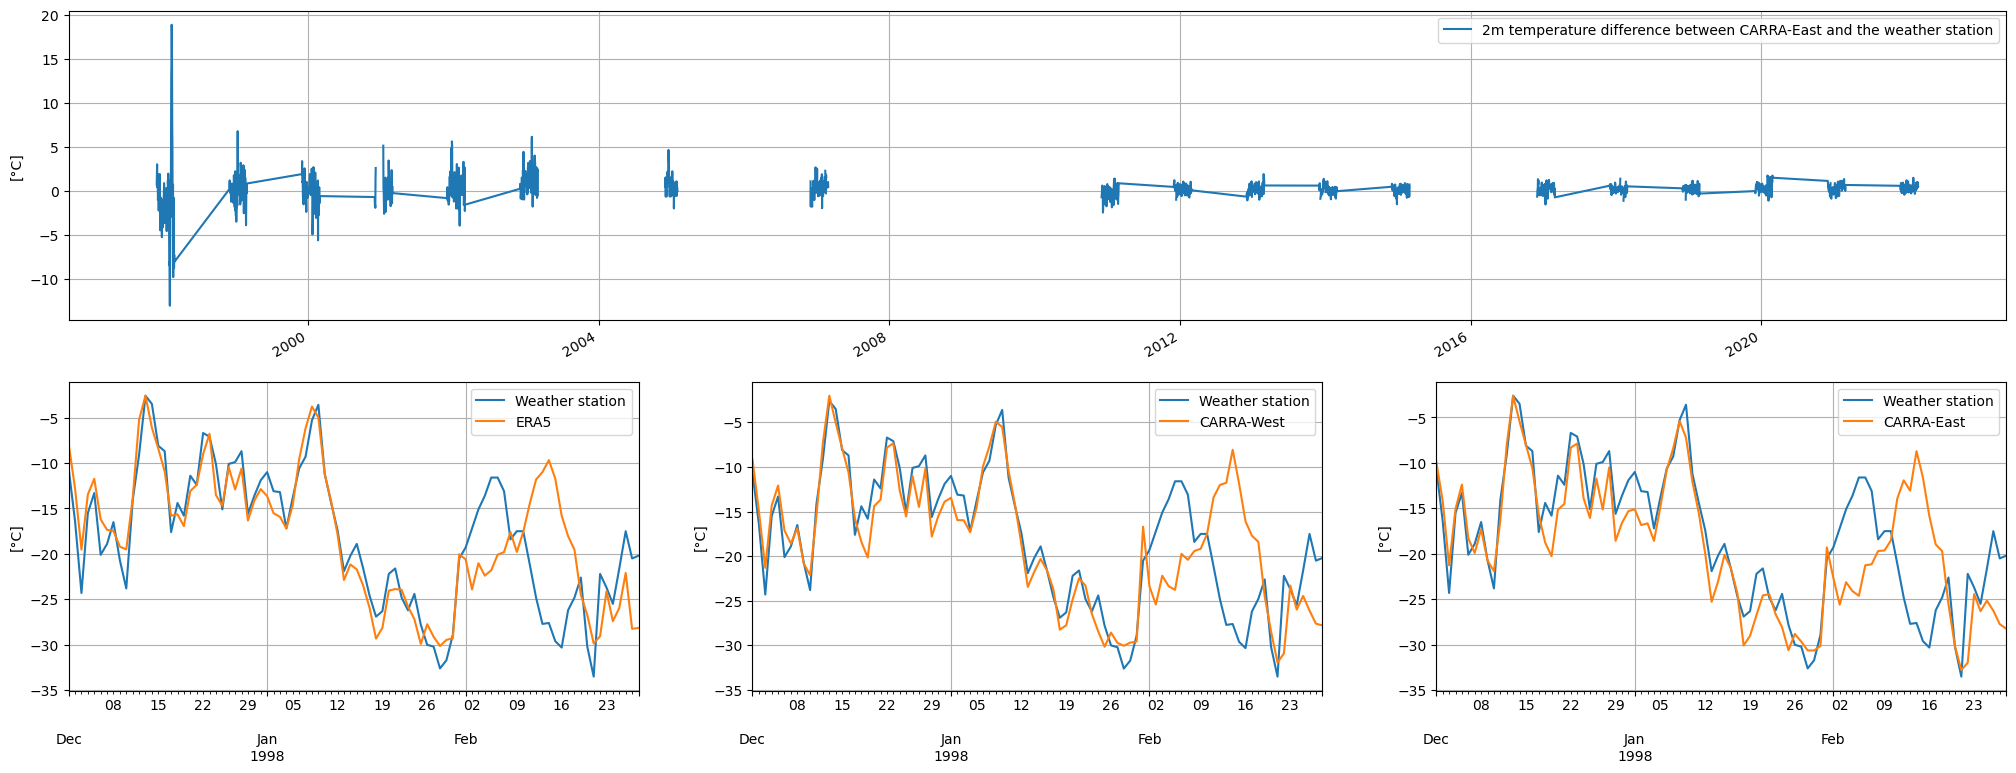 20
15
10
5
0
−5
−10
[°C]
2m temperature difference between CARRA-East and the weather station
2000 2004 2008 2012 2016 2020
−5
−10
−15
−20
−25
−30
−35
[°C]
Weather station
ERA5
08 15 22 29 05 12 19 26 02 09 16 23
Dec Jan Feb
1998
−5
−10
−15
−20
−25
−30
−35
[°C]
Weather station
CARRA-West
08 15 22 29 05 12 19 26 02 09 16 23
Dec Jan Feb
1998
−5
−10
−15
−20
−25
−30
−35
[°C]
Weather station
CARRA-East
08 15 22 29 05 12 19 26 02 09 16 23
Dec Jan Feb
1998